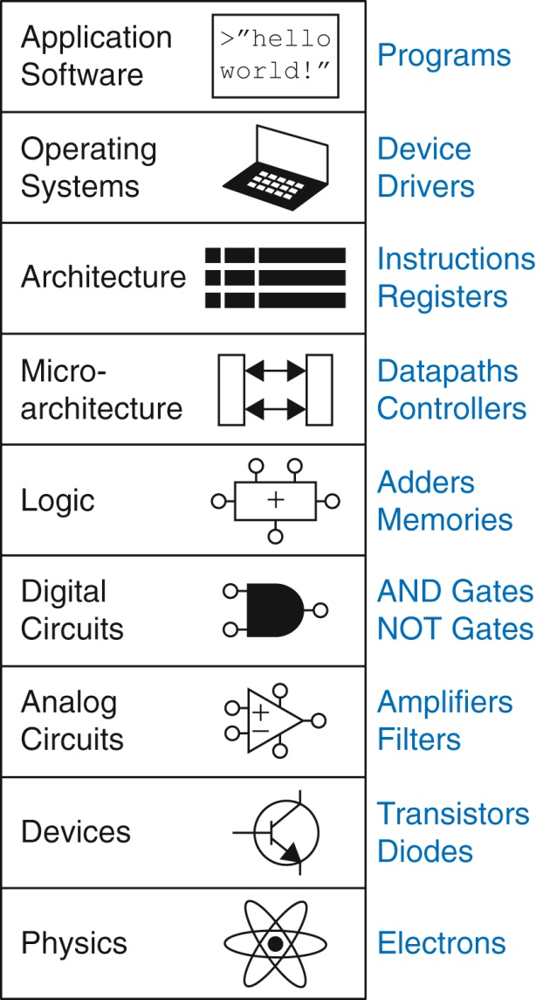 Application
Software
>”hello
world!”
Programs
Operating
Systems
Device
Drivers
Architecture
Instructions
Registers
Micro-
architecture
Datapaths
Controllers
Logic
+
Adders
Memories
Digital
Circuits
AND Gates
NOT Gates
Analog
Circuits
+
−
Amplifiers
Filters
Devices
Transistors
Diodes
Physics
Electrons